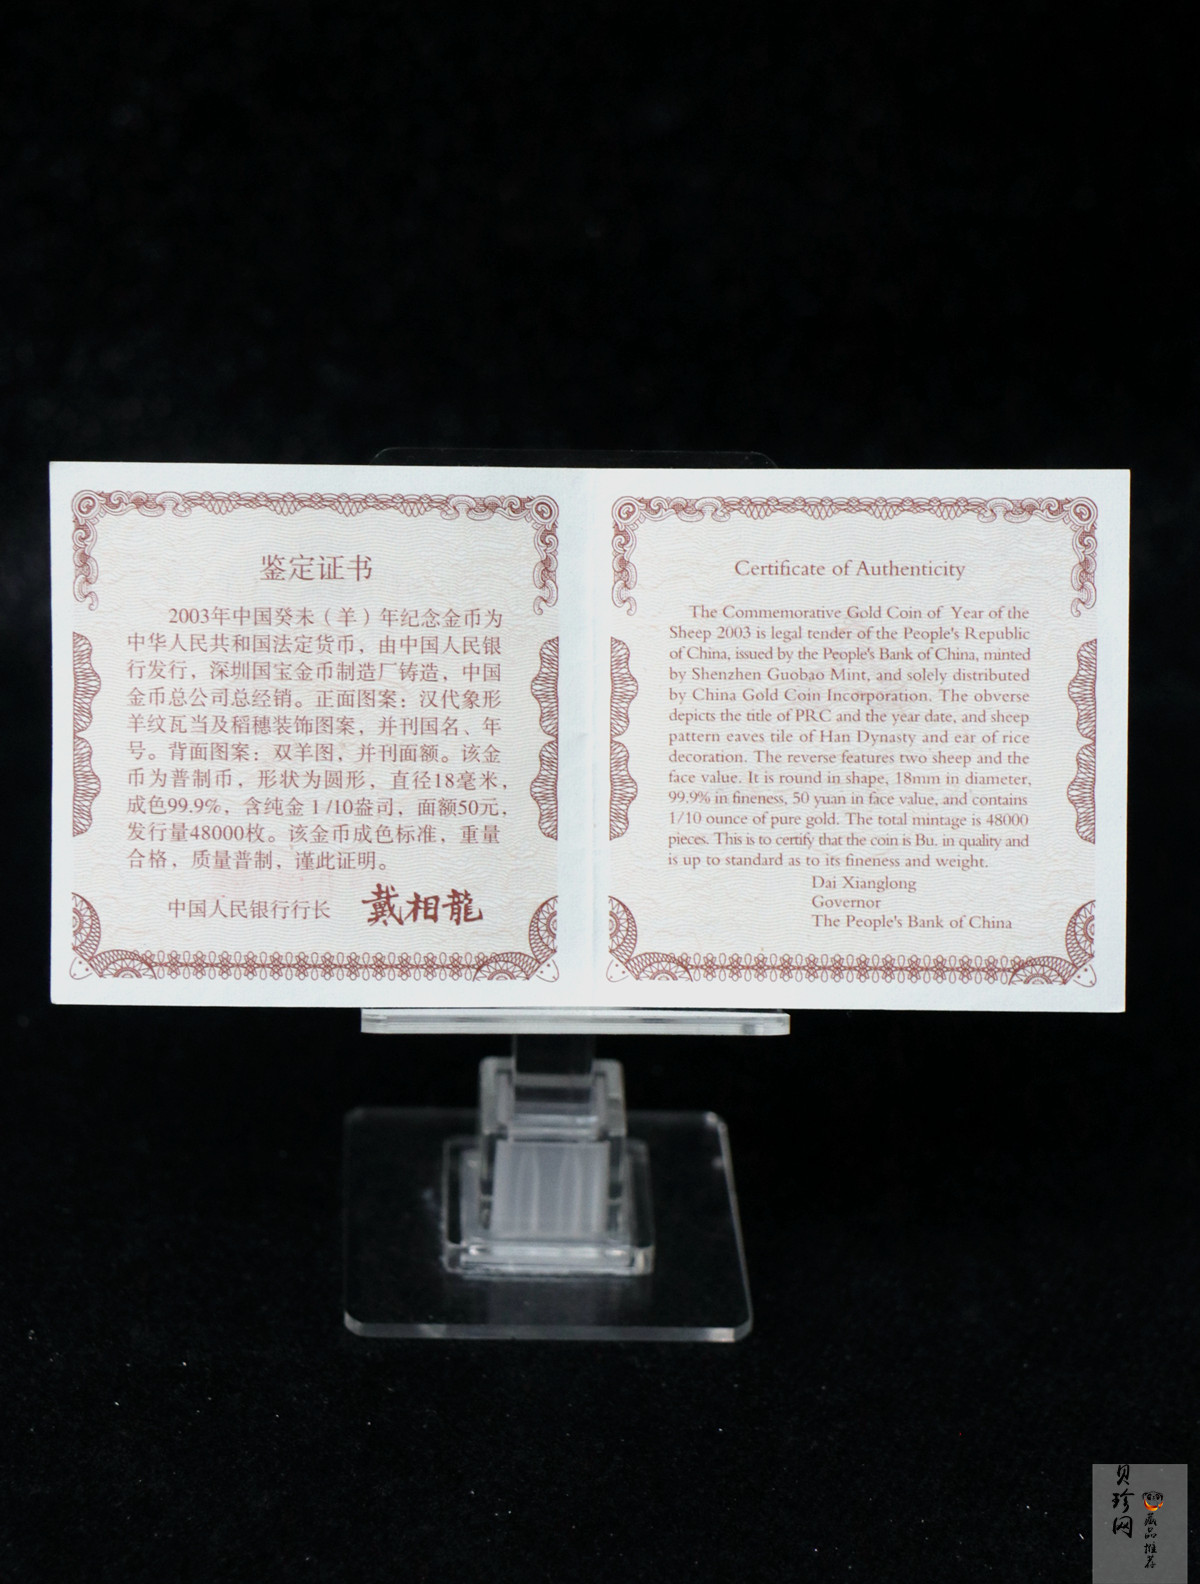 鉴定证书
2003年中国癸未（羊）年纪念金币为
中华人民共和国法定货币，由中国人民银
行发行，深圳国宝金币制造厂铸造，中国
金币总公司总经销。正面图案：汉代象形
羊纹瓦当及稻穗装饰图案，并刊国名、年
号。背面图案：双羊图，并刊面额。该金
币为普制币，形状为圆形，直径18毫米，
成色99.9%，含纯金 1 /10盎司，面额50元，
发行量48000枚。该金币成色标准，重量
合格，质量普制，谨此证明。
中国人民银行行长 戴相龍
Certificate of Authenticity
The Commemorative Gold Coin of Year of the
Sheep 2003 is legal tender of the People's Republic
of China, issued by the People's Bank of China, minted
by Shenzhen Guobao Mint, and solely distributed
by China Gold Coin Incorporation. The obverse
depicts the title of PRC and the year date, and sheep
pattern eaves tile of Han Dynasty and ear of rice
decoration. The reverse features two sheep and the
face value. It is round in shape, 18mm in diameter,
99.9% in fineness, 50 yuan in face value, and contains
1/10 ounce of pure gold. The total mintage is 48000
pieces. This is to certify that the coin is Bu. in quality and
is up to standard as to its fineness and weight.
Dai Xianglong
Governor
The People's Bank of China
贝珍网
藏品推荐